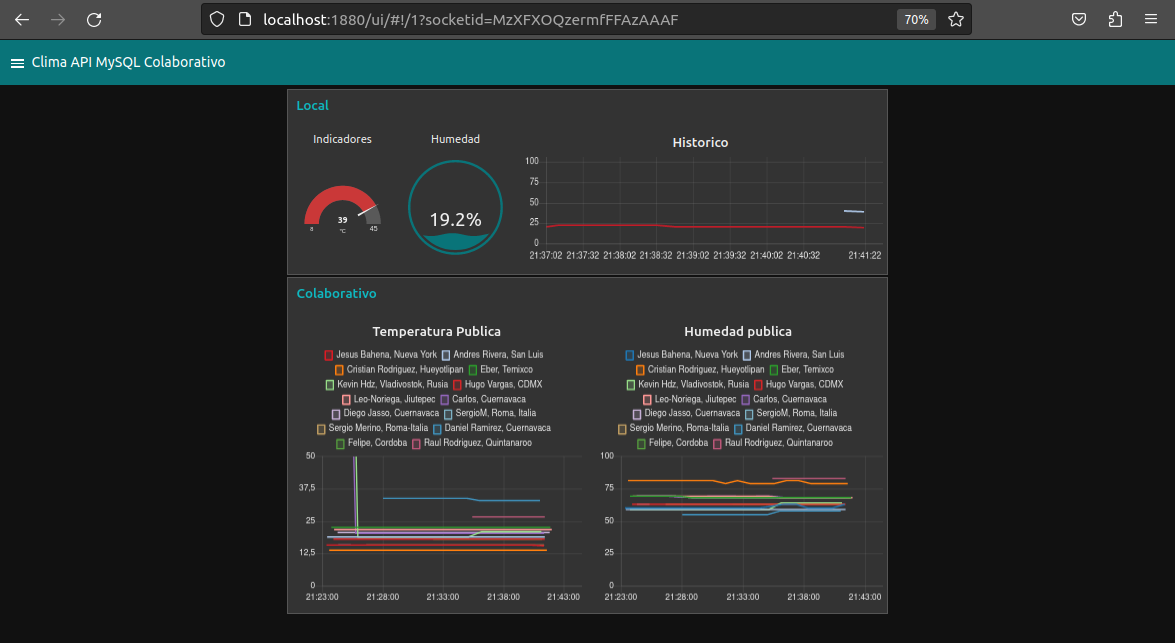 localhost:1880/ui/#!/1?socketid=MzXFXOQzermfFFAzAAAF 70%
Clima API MySQL Colaborativo
Local
Indicadores
39
°C
8
45
Humedad
19.2%
Historico
100
75
50
25
0
21:37:02 21:37:32 21:38:02 21:38:32 21:39:02 21:39:32 21:40:02 21:40:32 21:41:22
Colaborativo
Temperatura Publica
Jesus Bahena, Nueva York Andres Rivera, San Luis
Cristian Rodriguez, Hueyotlipan Eber, Temixco
Kevin Hdz, Vladivostok, Rusia Hugo Vargas, CDMX
Leo-Noriega, Jiutepec Carlos, Cuernavaca
Diego Jasso, Cuernavaca SergioM, Roma, Italia
Sergio Merino, Roma-Italia Daniel Ramirez, Cuernavaca
Felipe, Cordoba Raul Rodriguez, Quintanaroo
50
37,5
25
12,5
0
21:23:00 21:28:00 21:33:00 21:38:00 21:43:00
Humedad publica
Jesus Bahena, Nueva York Andres Rivera, San Luis
Cristian Rodriguez, Hueyotlipan Eber, Temixco
Kevin Hdz, Vladivostok, Rusia Hugo Vargas, CDMX
Leo-Noriega, Jiutepec Carlos, Cuernavaca
Diego Jasso, Cuernavaca SergioM, Roma, Italia
Sergio Merino, Roma-Italia Daniel Ramirez, Cuernavaca
Felipe, Cordoba Raul Rodriguez, Quintanaroo
100
75
50
25
0
21:23:00 21:28:00 21:33:00 21:38:00 21:43:00